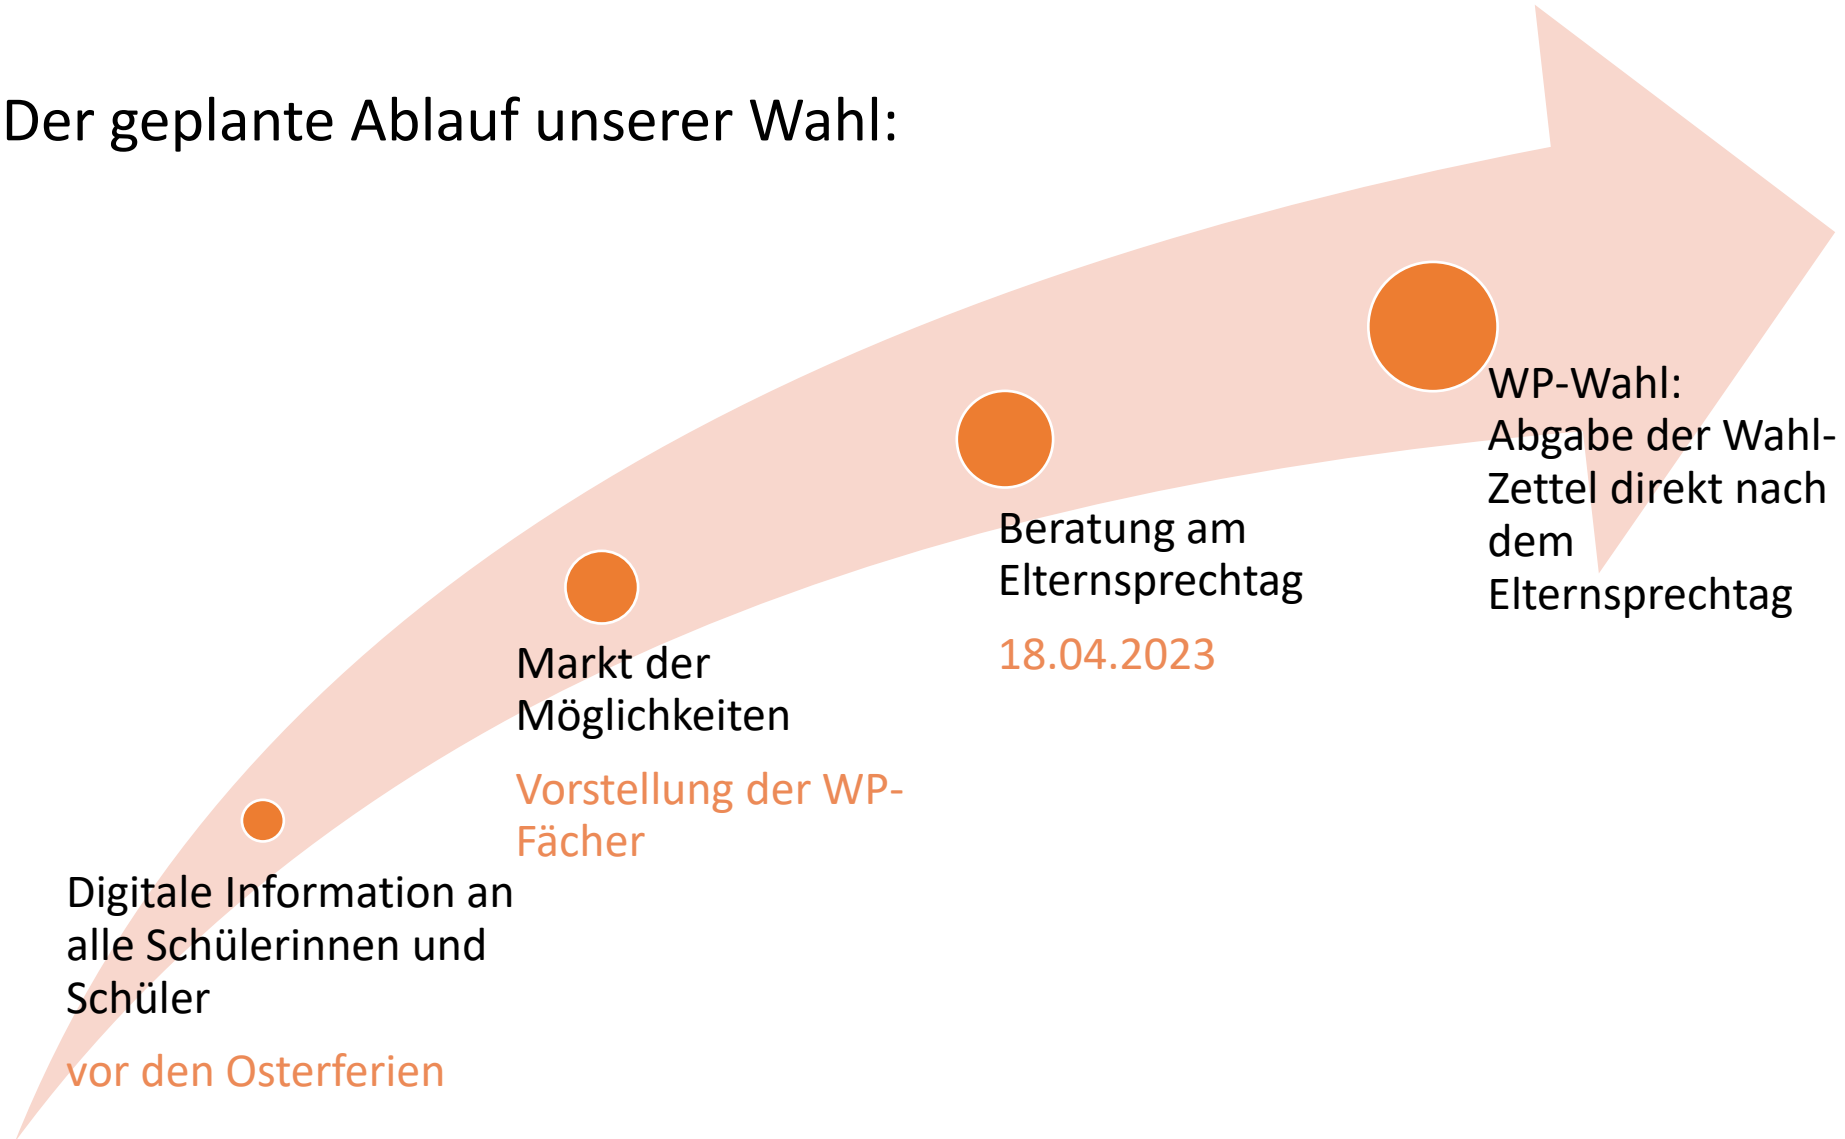 Der geplante Ablauf unserer Wahl:
Digitale Information an
alle Schülerinnen und
Schüler
vor den Osterferien
Markt der
Möglichkeiten
Vorstellung der WP-
Fächer
Beratung am
Elternsprechtag
18.04.2023
WP-Wahl:
Abgabe der Wahl-
Zettel direkt nach
dem
Elternsprechtag